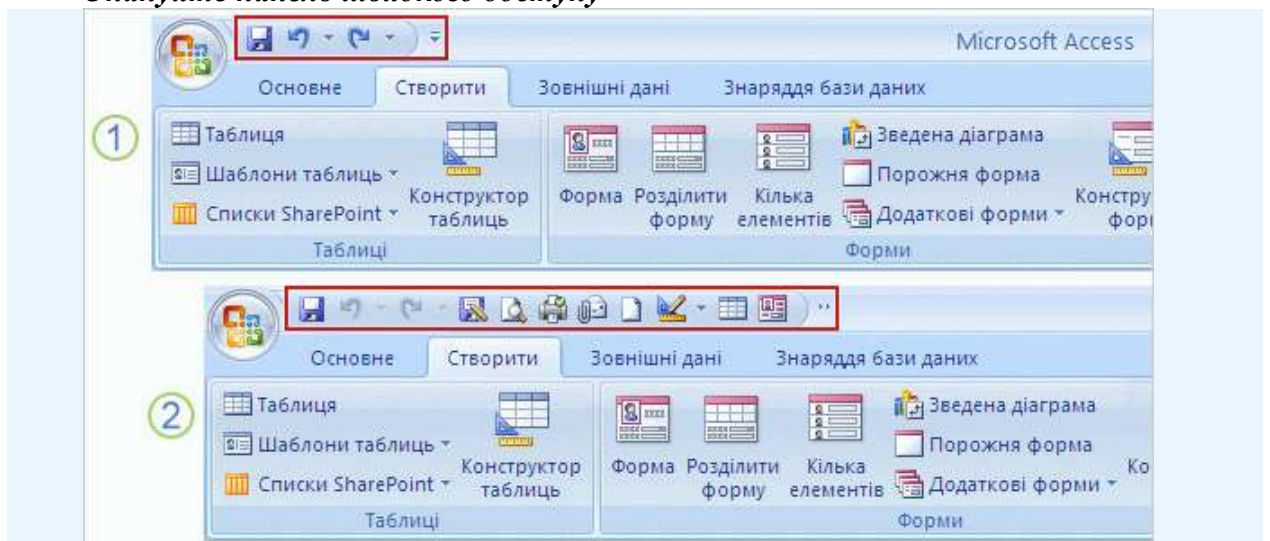 Microsoft Access
Основне Створити Зовнішні дані Знаряддя бази даних
1
Таблиця
Шаблони таблиць
Списки SharePoint
Конструктор
таблиць
Таблиці
Форма
Розділити
форму
Кілька
елементів
Зведена діаграма
Порожня форма
Додаткові форми
Констру
фор
Форми
Основне Створити Зовнішні дані Знаряддя бази даних
2
Таблиця
Шаблони таблиць
Списки SharePoint
Конструктор
таблиць
Таблиці
Форма
Розділити
форму
Кілька
елементів
Зведена діаграма
Порожня форма
Додаткові форми
Ко
Форми